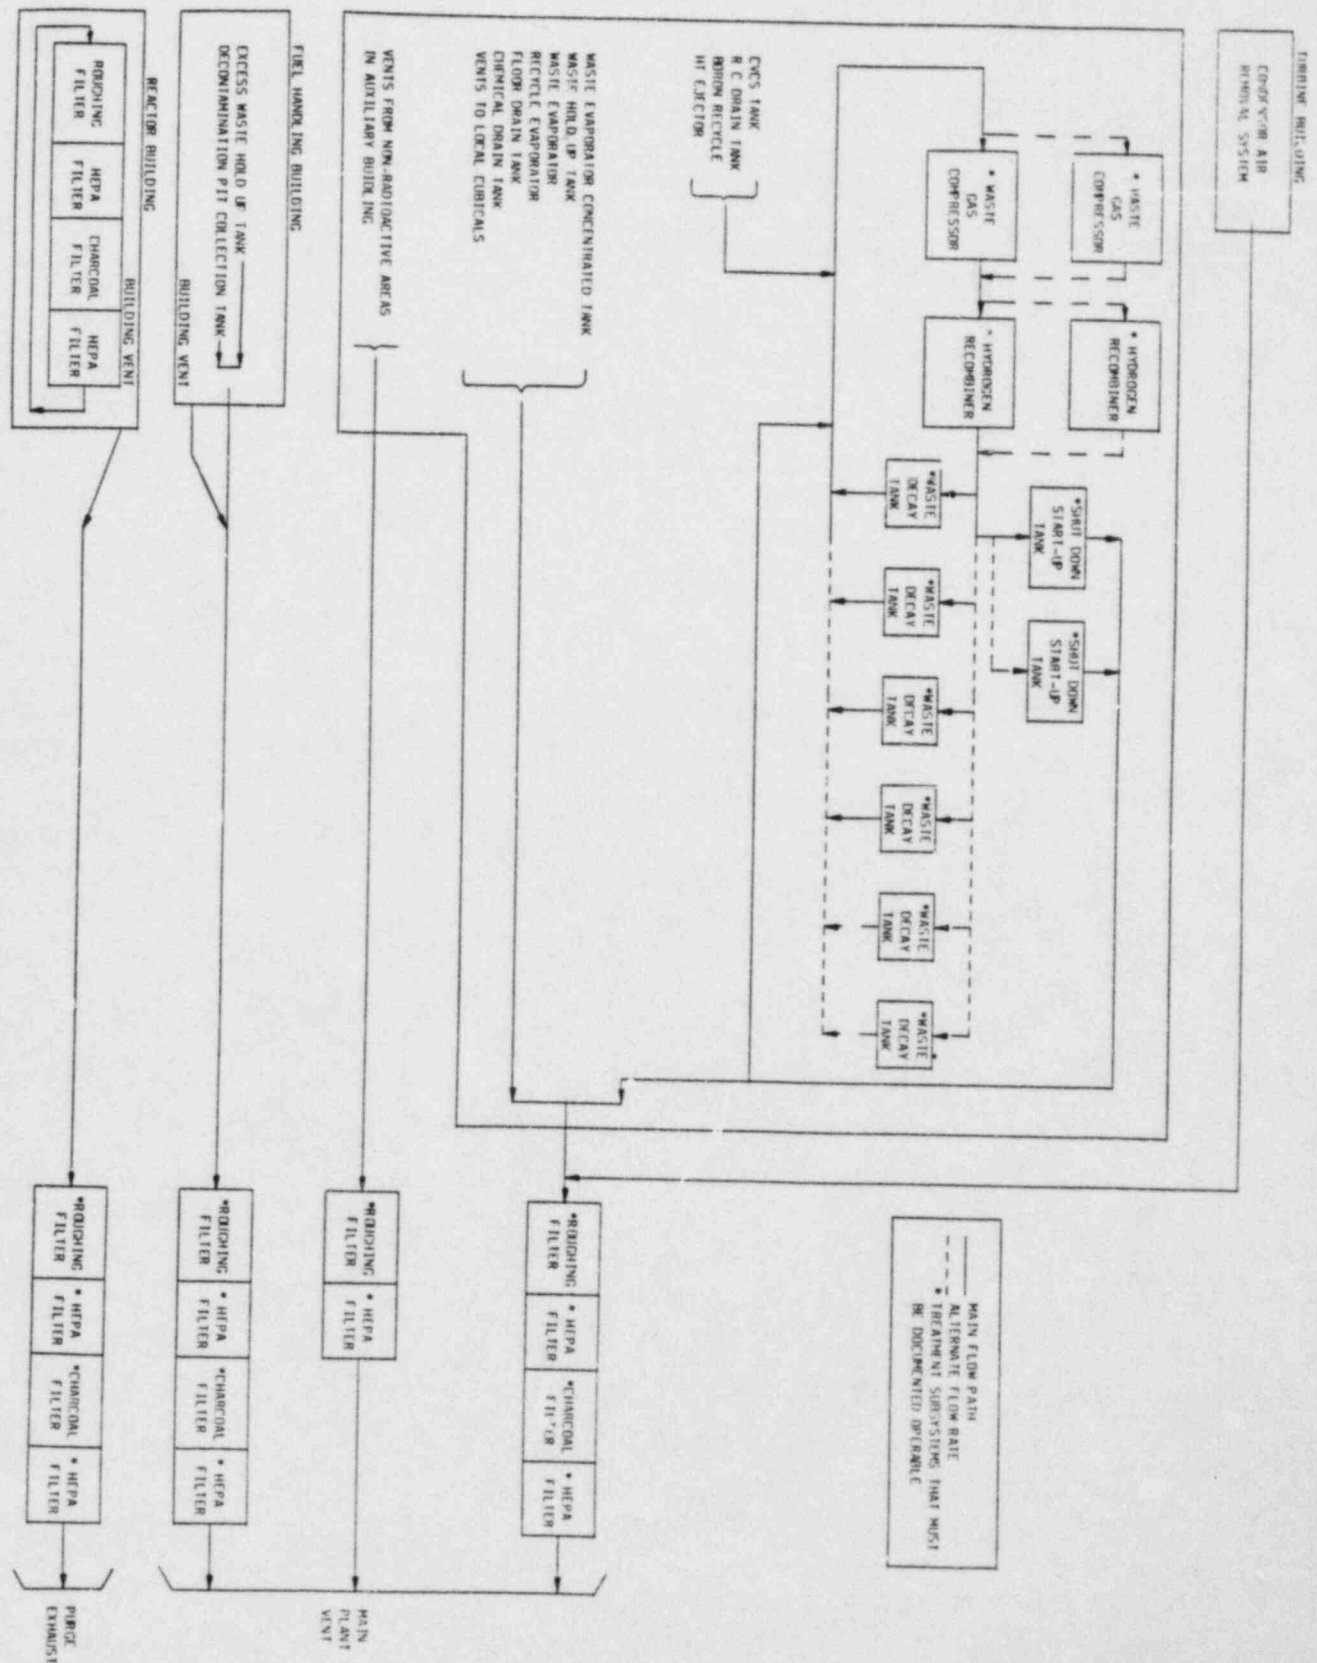 TURBINE BUILDING
CONDENSOR AIR
REMOVAL SYSTEM
* WASTE
GAS
COMPRESSOR
* WASTE
GAS
COMPRESSOR
* HYDROGEN
RECOMBINER
* HYDROGEN
RECOMBINER
*SHUT DOWN
START-UP
TANK
*SHUT DOWN
START-UP
TANK
*WASTE
DECAY
TANK
*WASTE
DECAY
TANK
*WASTE
DECAY
TANK
*WASTE
DECAY
TANK
*WASTE
DECAY
TANK
*WASTE
DECAY
TANK
CVCS TANK
R C DRAIN TANK
BORON RECYCLE
HT EJECTOR
WASTE EVAPORATOR CONCENTRATED TANK
WASTE HOLD UP TANK
WASTE EVAPORATOR
RECYCLE EVAPORATOR
FLOOR DRAIN TANK
CHEMICAL DRAIN TANK
VENTS TO LOCAL CUBICALS
VENTS FROM NON-RADIOACTIVE AREAS
IN AUXILIARY BUIDLING
FUEL HANDLING BUILDING
EXCESS WASTE HOLD UP TANK
DECONTAMINATION PIT COLLECTION TANK
BUILDING VENT
REACTOR BUILDING
BUILDING VENT
ROUGHING
FILTER
HEPA
FILTER
CHARCOAL
FILTER
HEPA
FILTER
MAIN FLOW PATH
ALTERNATE FLOW RATE
* TREATMENT SUBSYSTEMS THAT MUST
BE DOCUMENTED OPERABLE
*ROUGHING
FILTER
* HEPA
FILTER
*CHARCOAL
FILTER
* HEPA
FILTER
*ROUGHING
FILTER
* HEPA
FILTER
*ROUGHING
FILTER
* HEPA
FILTER
*CHARCOAL
FILTER
* HEPA
FILTER
*ROUGHING
FILTER
* HEPA
FILTER
*CHARCOAL
FILTER
* HEPA
FILTER
MAIN
PLANT
VENT
PURGE
EXHAUST